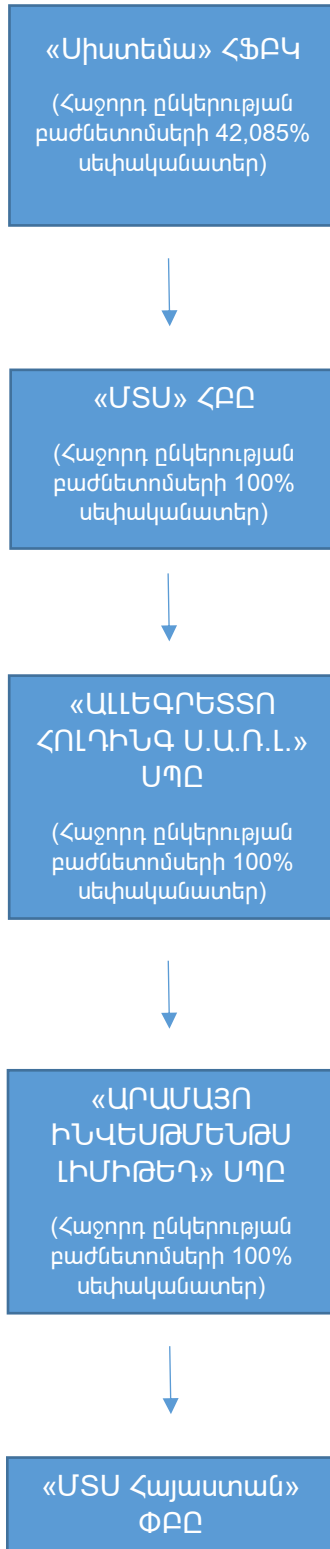 «Սիստեմա» ՀՖԲԿ
(Հաջորդ ընկերության
բաժնետոմսերի 42,085%
սեփականատեր)
«ՄՏՍ» ՀԲԸ
(Հաջորդ ընկերության
բաժնետոմսերի 100%
սեփականատեր)
«ԱԼԼԵԳՐԵՏՏՈ
ՀՈԼԴԻՆԳ Ս.Ա.Ռ.Լ.»
ՍՊԸ
(Հաջորդ ընկերության
բաժնետոմսերի 100%
սեփականատեր)
«ԱՐԱՄԱՅՈ
ԻՆՎԵՍԹՄԵՆԹՍ
ԼԻՄԻԹԵԴ» ՍՊԸ
(Հաջորդ ընկերության
բաժնետոմսերի 100%
սեփականատեր)
«ՄՏՍ Հայաստան»
ՓԲԸ